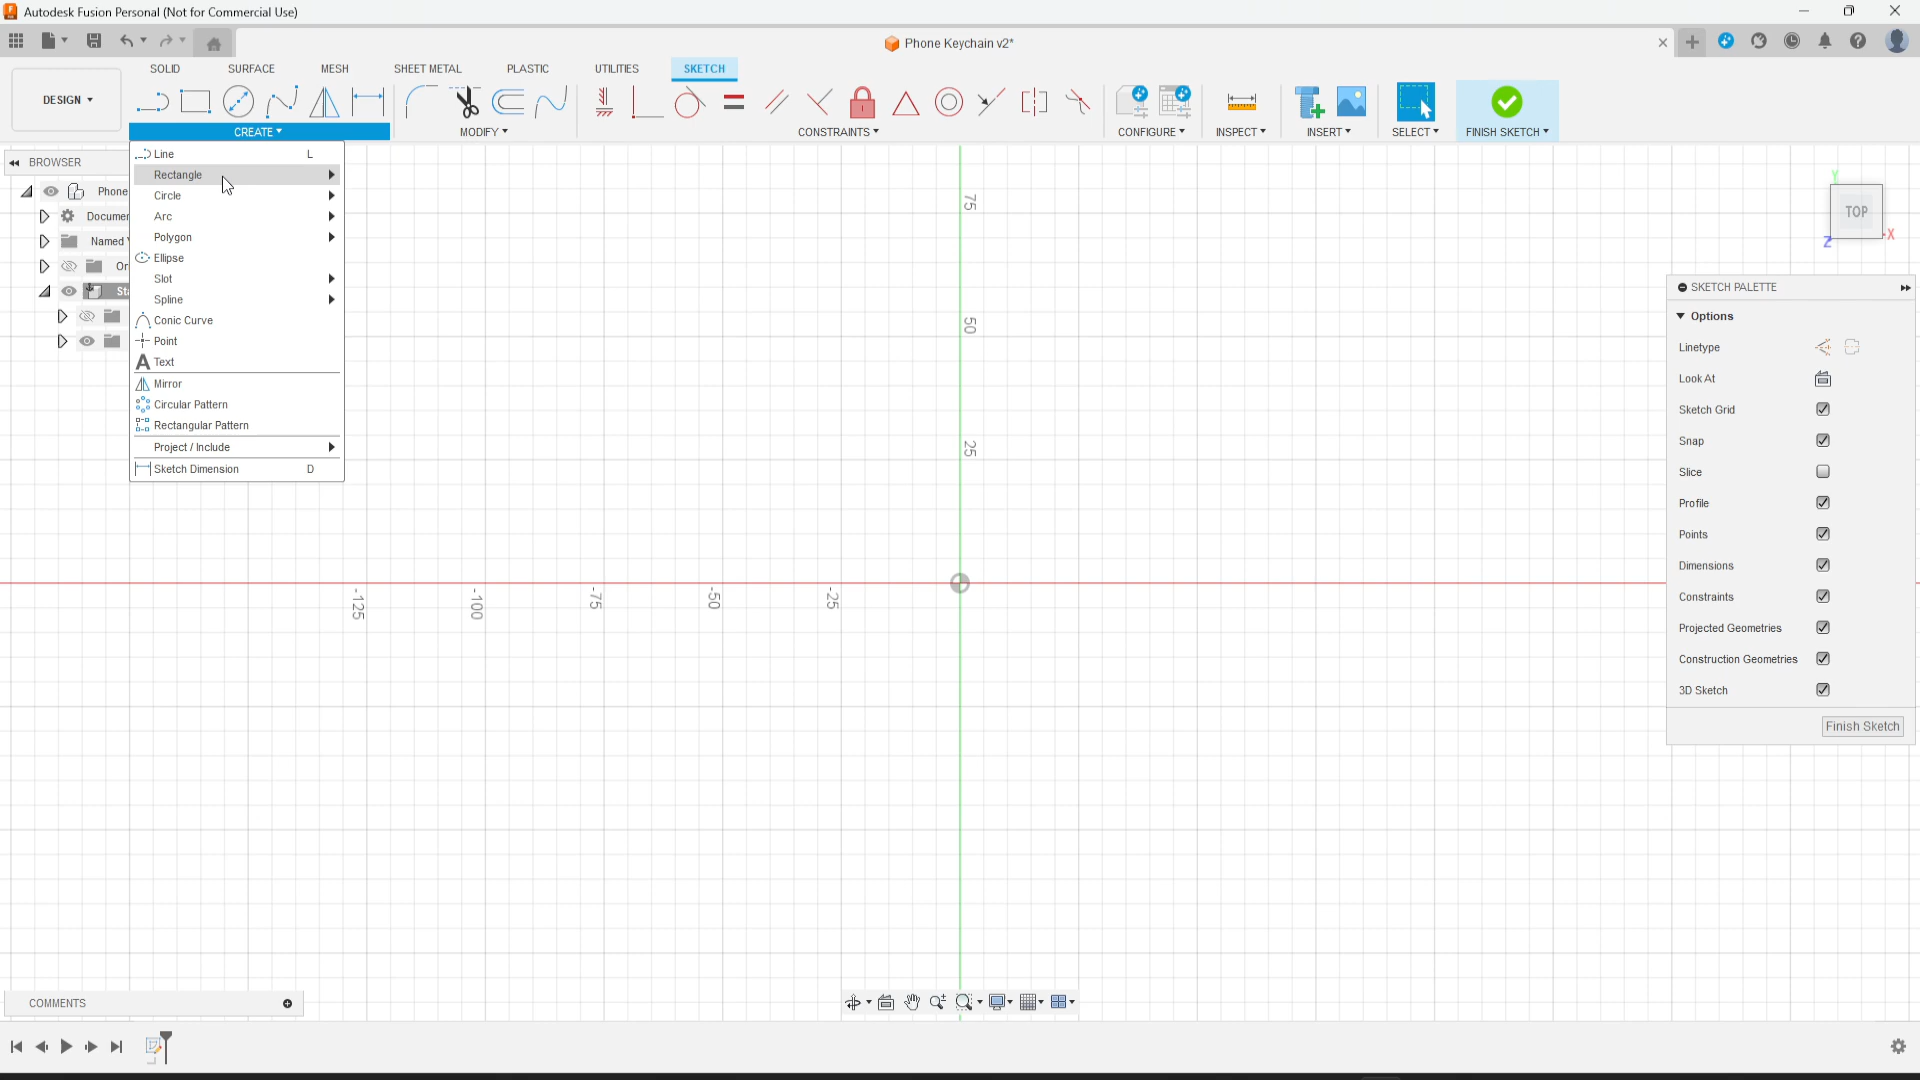 Autodesk Fusion Personal (Not for Commercial Use)
Phone Keychain v2*
SOLID SURFACE MESH SHEET METAL PLASTIC UTILITIES SKETCH
DESIGN
CREATE MODIFY CONSTRAINTS CONFIGURE INSPECT INSERT SELECT FINISH SKETCH
BROWSER
Phone
Docume
Named
Or
St
Line L
Rectangle
Circle
Arc
Polygon
Ellipse
Slot
Spline
Conic Curve
Point
Text
Mirror
Circular Pattern
Rectangular Pattern
Project / Include
Sketch Dimension D
75
50
25
-125 -100 -75 -50 -25
Y
TOP
X
Z
SKETCH PALETTE
Options
Linetype
Look At
Sketch Grid
Snap
Slice
Profile
Points
Dimensions
Constraints
Projected Geometries
Construction Geometries
3D Sketch
Finish Sketch
COMMENTS